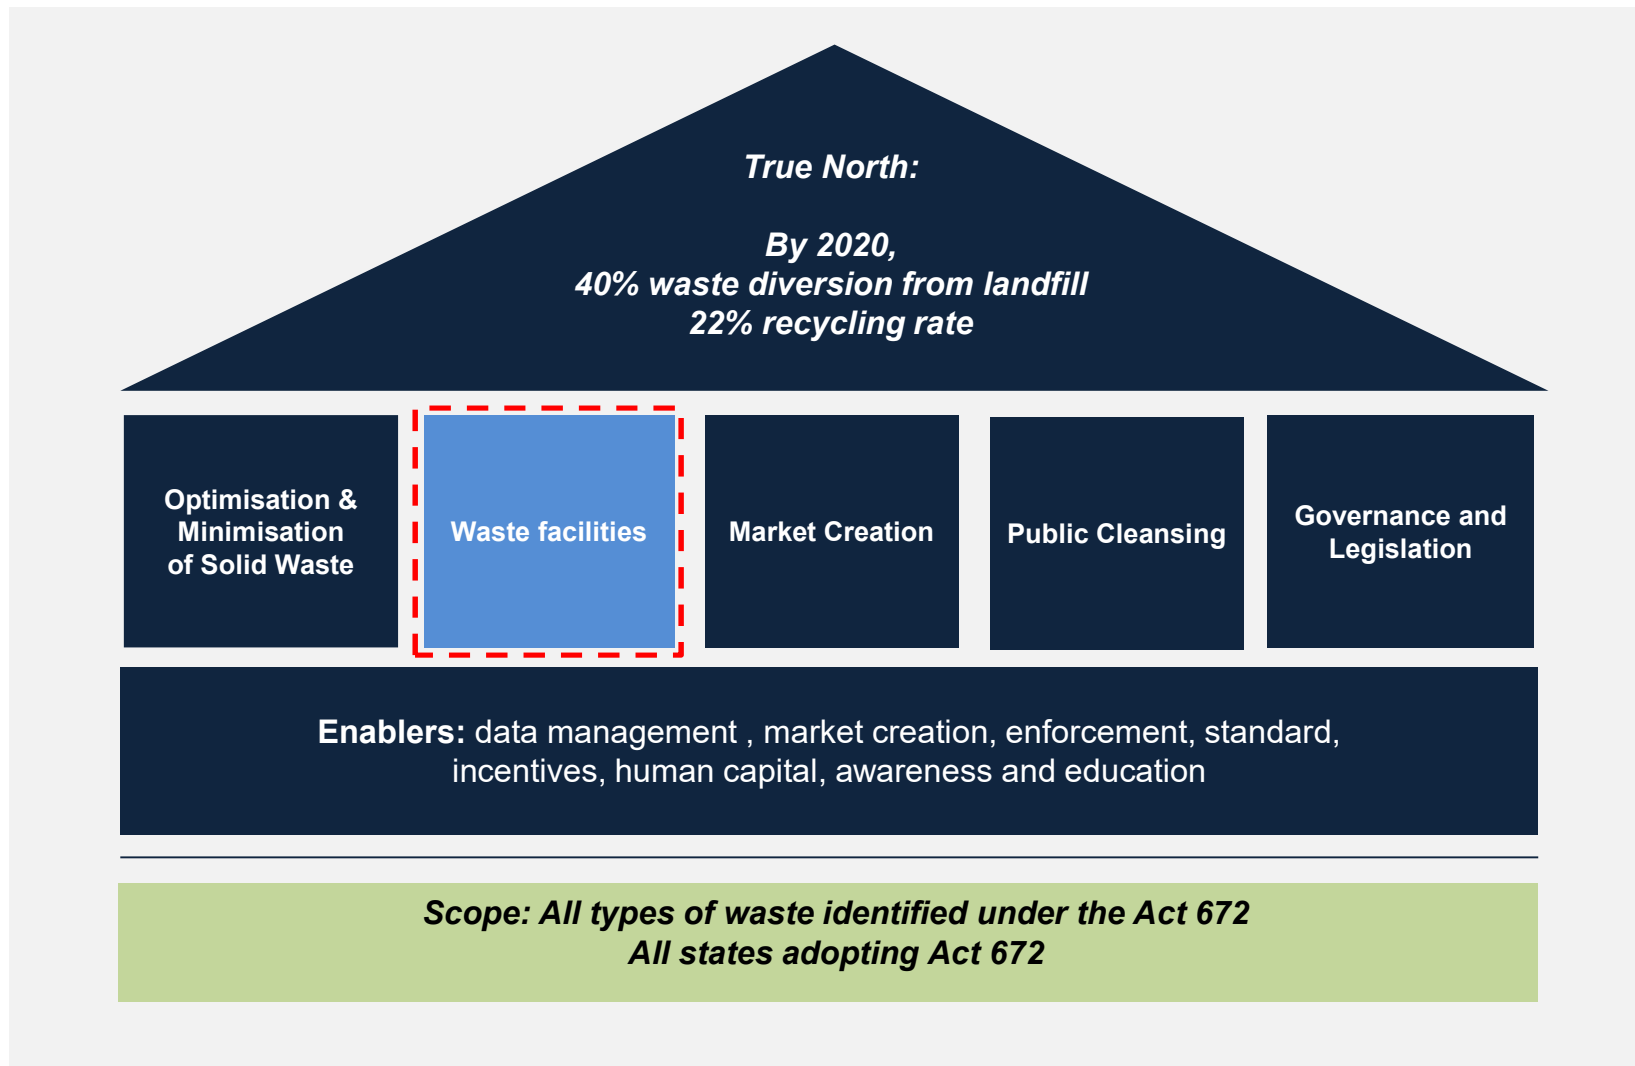 True North:
By 2020,
40% waste diversion from landfill
22% recycling rate
Optimisation &
Minimisation
of Solid Waste
Waste facilities
Market Creation
Public Cleansing
Governance and
Legislation
Enablers: data management , market creation, enforcement, standard,
incentives, human capital, awareness and education
Scope: All types of waste identified under the Act 672
All states adopting Act 672